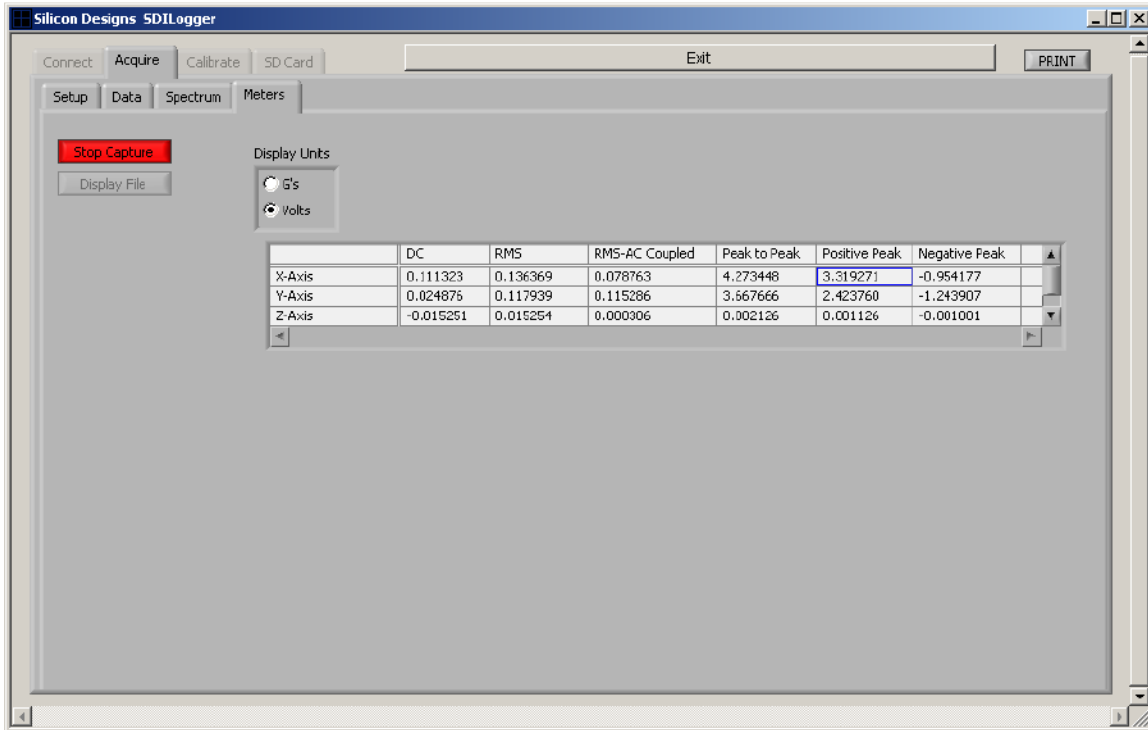 Silicon Designs SDILogger
Connect Acquire Calibrate SD Card Exit PRINT
Setup Data Spectrum Meters
Stop Capture
Display File
Display Units
G's
Volts
DC RMS RMS-AC Coupled Peak to Peak Positive Peak Negative Peak
X-Axis 0.111323 0.136369 0.078763 4.273448 3.319271 -0.954177
Y-Axis 0.024876 0.117939 0.115286 3.667666 2.423760 -1.243907
Z-Axis -0.015251 0.015254 0.000306 0.002126 0.001126 -0.001001